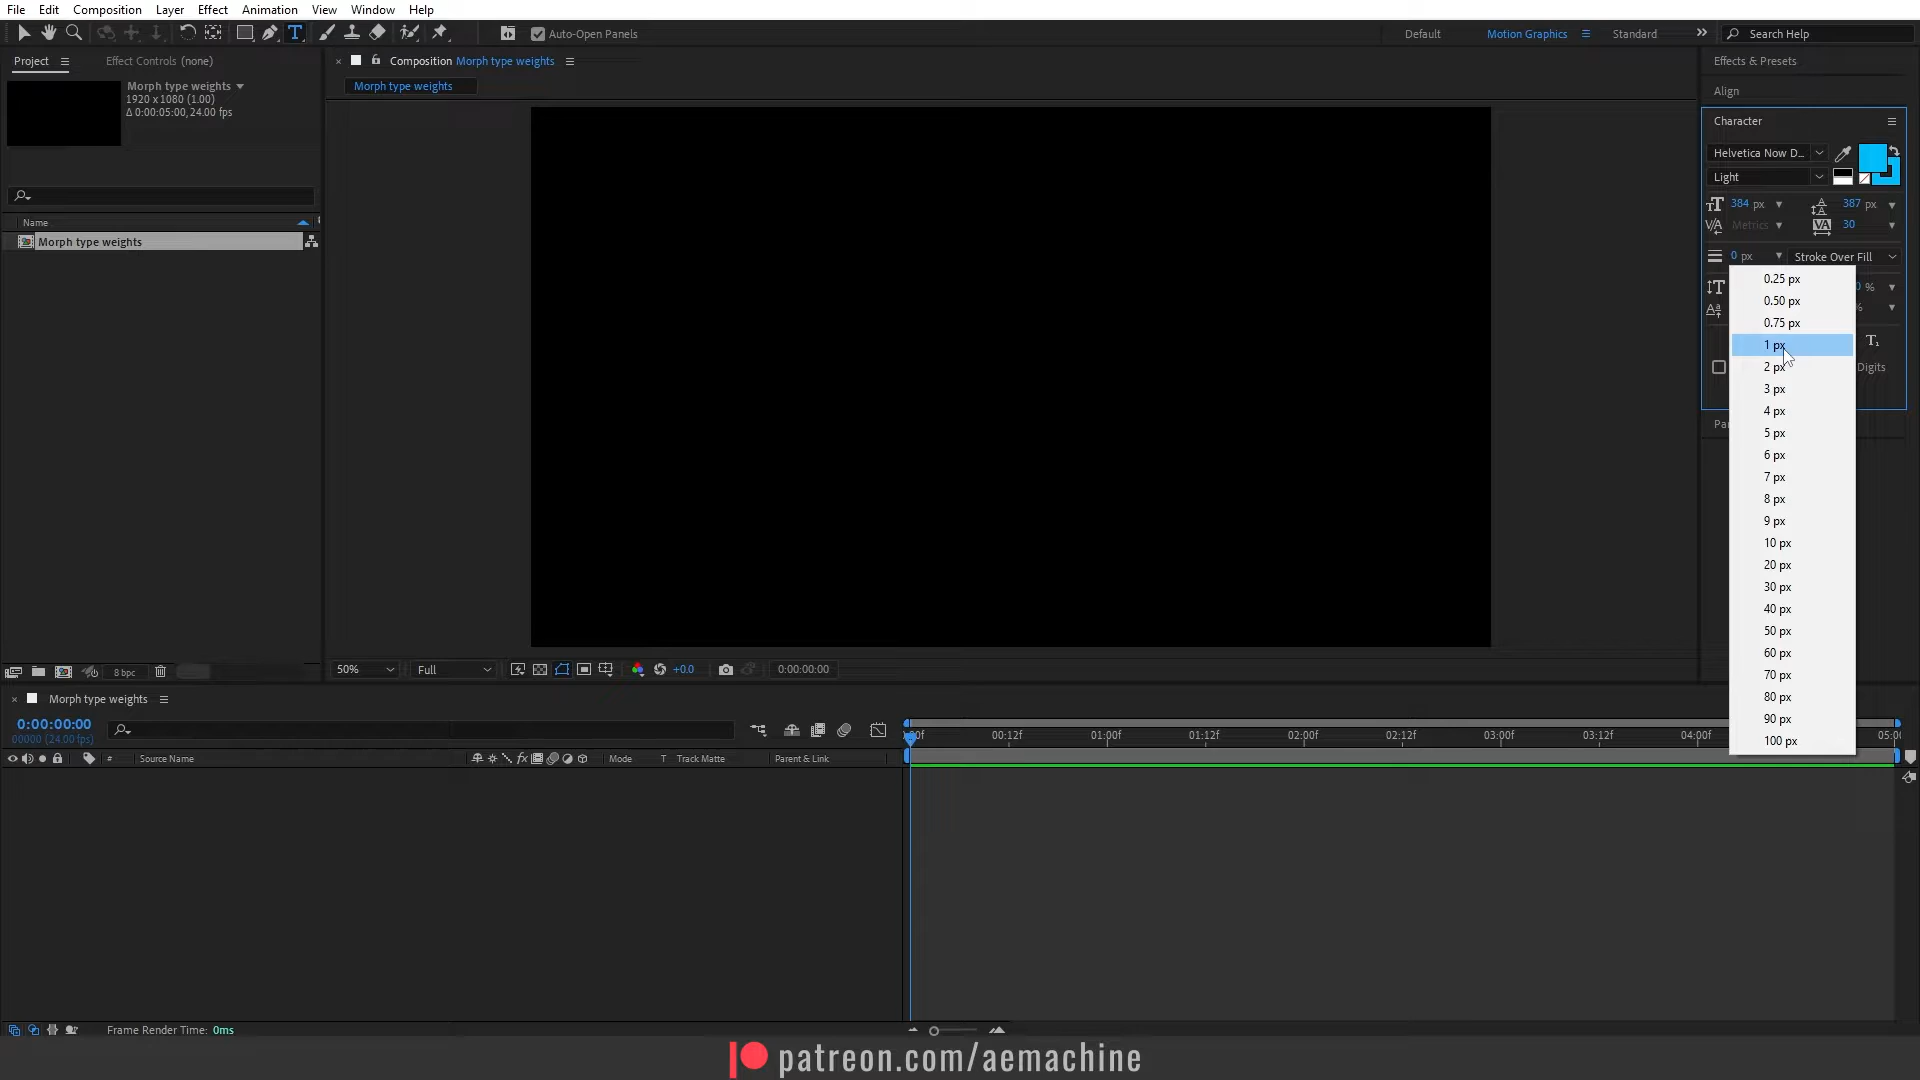 File Edit Composition Layer Effect Animation View Window Help
Auto-Open Panels
Default
Motion Graphics
Standard
Search Help
Project
Effect Controls (none)
Morph type weights
1920 x 1080 (1.00)
Δ 0:00:05:00, 24.00 fps
Name
Morph type weights
8 bpc
Composition Morph type weights
Morph type weights
50%
Full
+0.0
0:00:00:00
Effects & Presets
Align
Character
Helvetica Now D...
Light
384 px
387 px
Metrics
30
0 px
Stroke Over Fill
0 %
%
Digits
Pa
0.25 px
0.50 px
0.75 px
1 px
2 px
3 px
4 px
5 px
6 px
7 px
8 px
9 px
10 px
20 px
30 px
40 px
50 px
60 px
70 px
80 px
90 px
100 px
Morph type weights
0:00:00:00
00000 (24.00 fps)
00f 00:12f 01:00f 01:12f 02:00f 02:12f 03:00f 03:12f 04:00f 05:0
# Source Name Mode T Track Matte Parent & Link
Frame Render Time: 0ms
patreon.com/aemachine